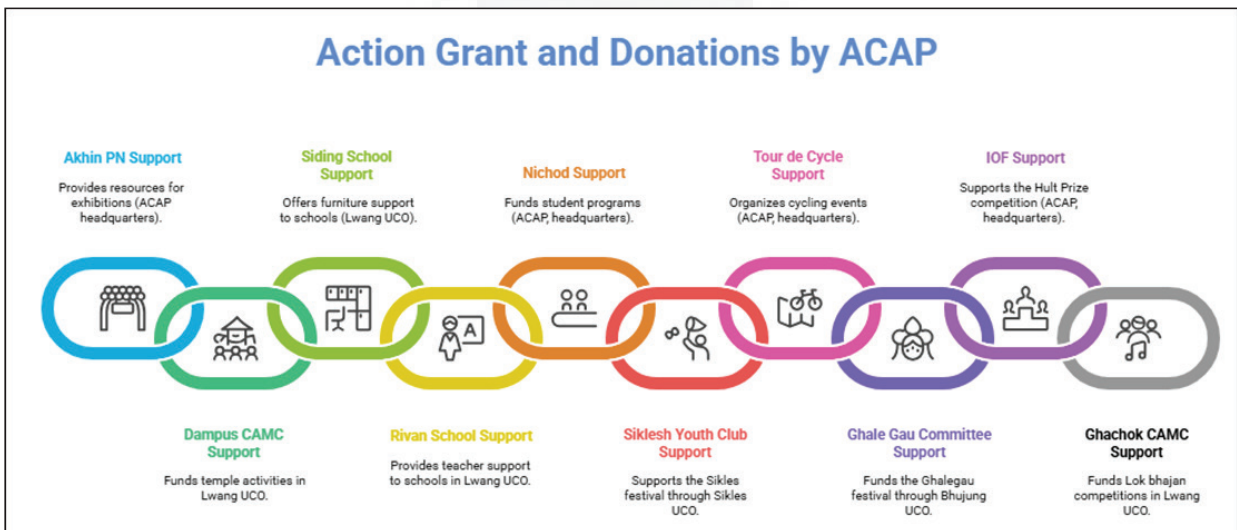 Action Grant and Donations by ACAP
Akhin PN Support
Provides resources for
exhibitions (ACAP
headquarters).
Siding School
Support
Offers furniture support
to schools (Lwang UCO).
Nichod Support
Funds student programs
(ACAP, headquarters).
Tour de Cycle
Support
Organizes cycling events
(ACAP, headquarters).
IOF Support
Supports the Hult Prize
competition (ACAP,
headquarters).
A
Dampus CAMC
Support
Funds temple activities in
Lwang UCO.
Rivan School Support
Provides teacher support
to schools in Lwang UCO.
Siklesh Youth Club
Support
Supports the Sikles
festival through Sikles
UCO.
Ghale Gau Committee
Support
Funds the Ghalegau
festival through Bhujung
UCO.
Ghachok CAMC
Support
Funds Lok bhajan
competitions in Lwang
UCO.